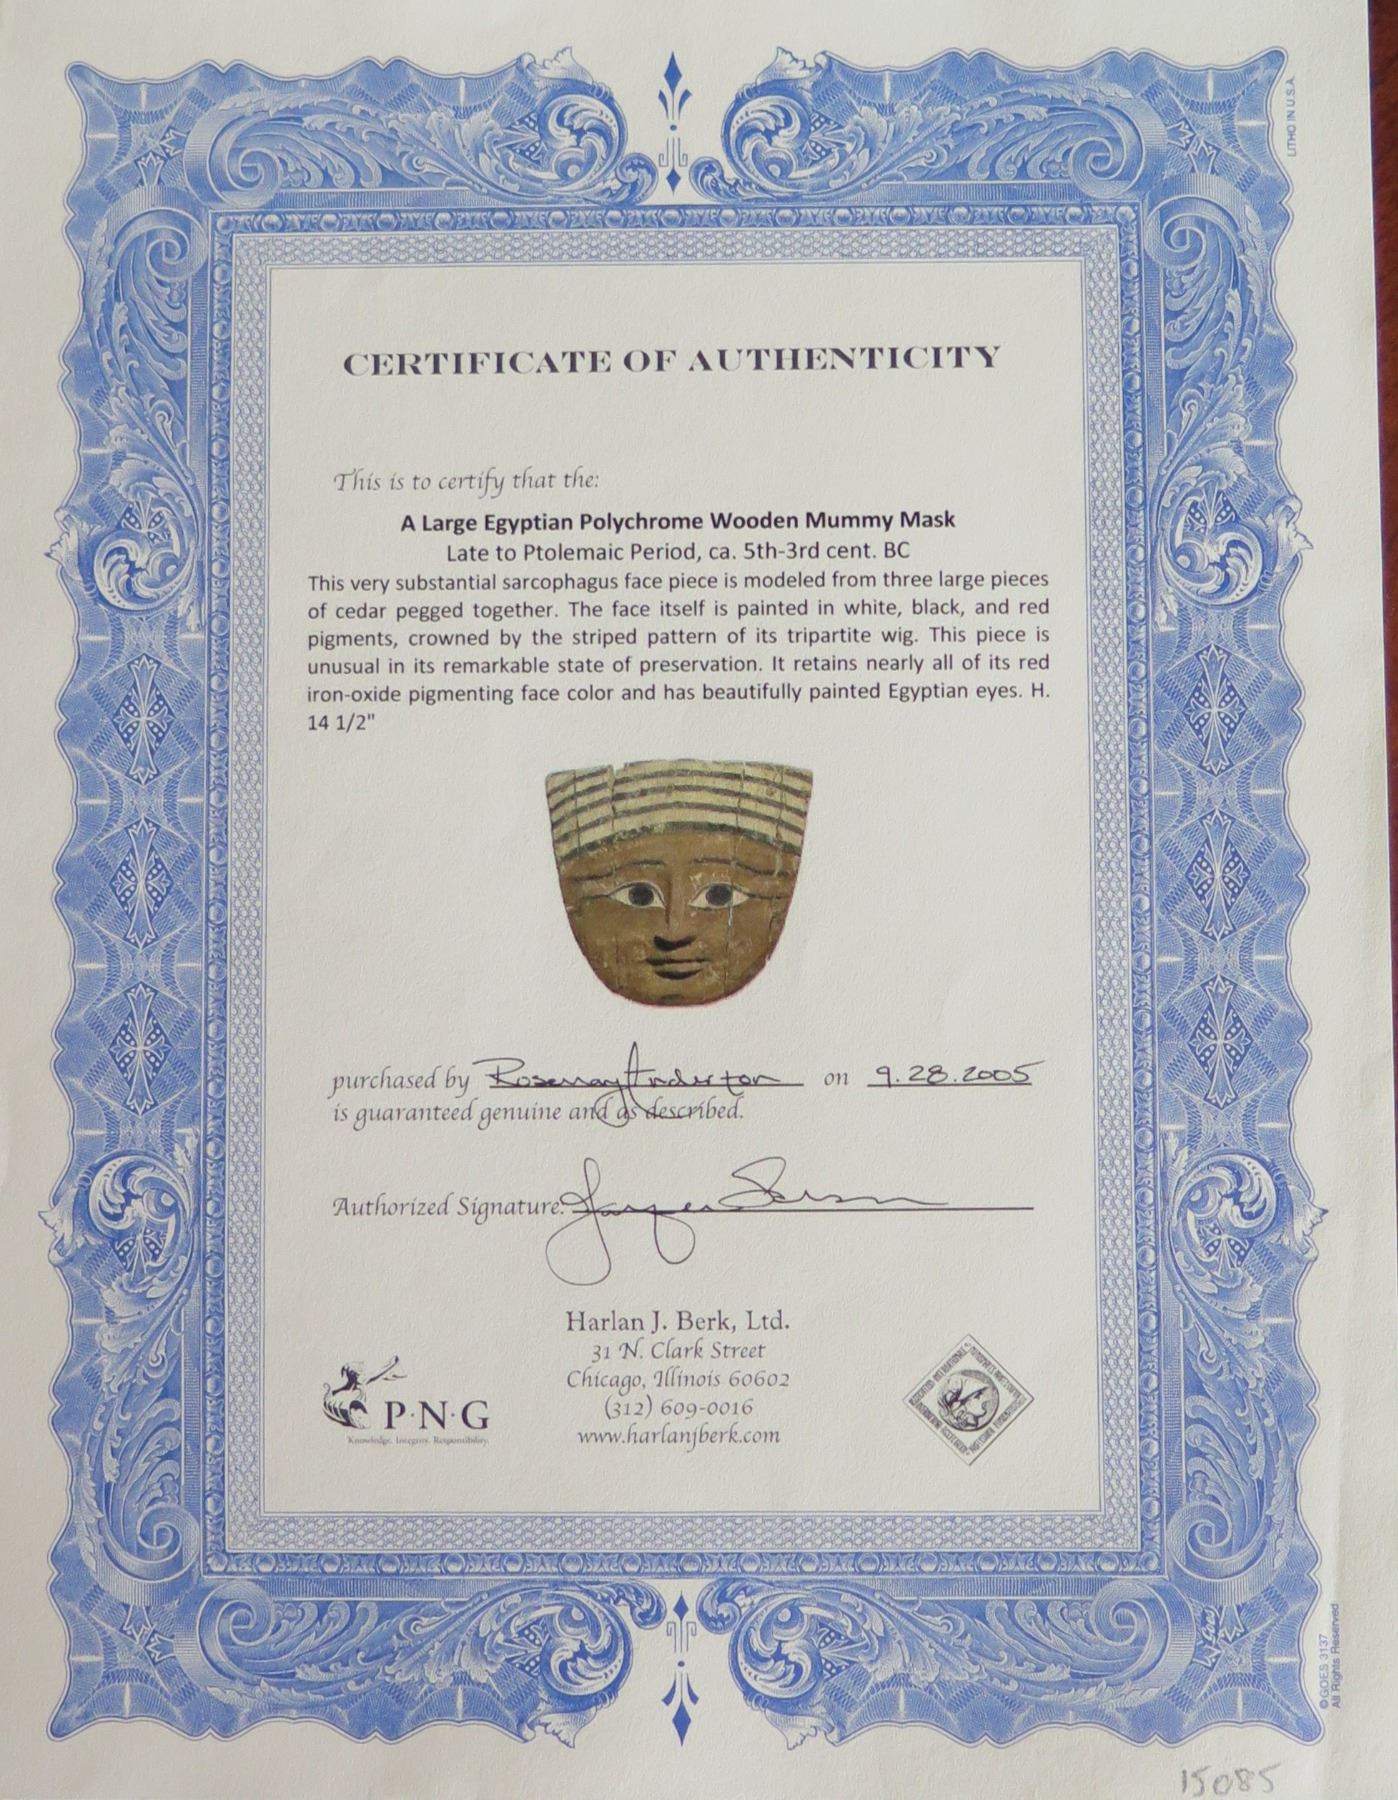 LITHO IN U.S.A.
CERTIFICATE OF AUTHENTICITY
This is to certify that the:
A Large Egyptian Polychrome Wooden Mummy Mask
Late to Ptolemaic Period, ca. 5th-3rd cent. BC
This very substantial sarcophagus face piece is modeled from three large pieces
of cedar pegged together. The face itself is painted in white, black, and red
pigments, crowned by the striped pattern of its tripartite wig. This piece is
unusual in its remarkable state of preservation. It retains nearly all of its red
iron-oxide pigmenting face color and has beautifully painted Egyptian eyes. H.
14 1/2"
purchased by Rosemary Anderton on 9.28.2005
is guaranteed genuine and as described.
Authorized Signature:
Harlan J. Berk, Ltd.
31 N. Clark Street
Chicago, Illinois 60602
(312) 609-0016
www.harlanjberk.com
P·N·G
Knowledge. Integrity. Responsibility.
© GOES 3137
All Rights Reserved
15085